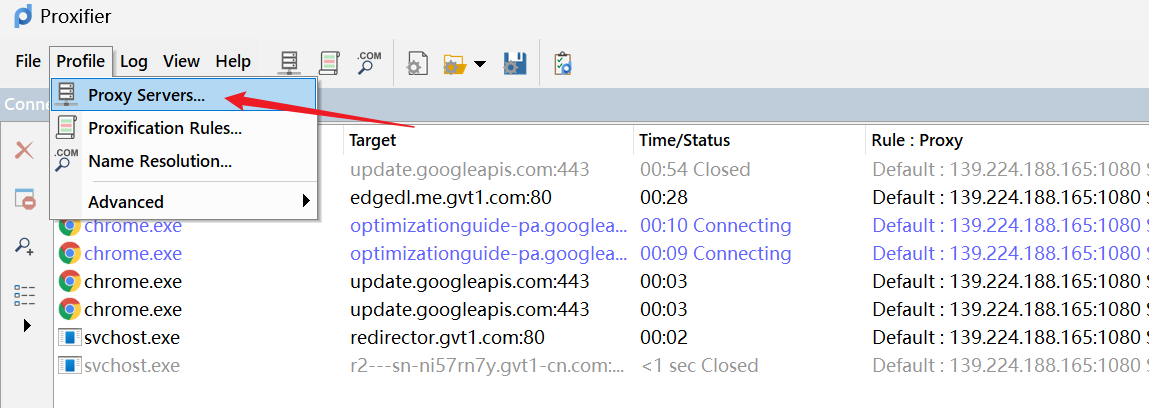 Proxifier
File Profile Log View Help .COM
Conne
Proxy Servers...
Proxification Rules...
.COM Name Resolution...
Advanced
Target Time/Status Rule : Proxy
update.googleapis.com:443 00:54 Closed Default : 139.224.188.165:1080 S
edgedl.me.gvt1.com:80 00:28 Default : 139.224.188.165:1080 S
chrome.exe optimizationguide-pa.googlea... 00:10 Connecting Default : 139.224.188.165:1080 S
chrome.exe optimizationguide-pa.googlea... 00:09 Connecting Default : 139.224.188.165:1080 S
chrome.exe update.googleapis.com:443 00:03 Default : 139.224.188.165:1080 S
chrome.exe update.googleapis.com:443 00:03 Default : 139.224.188.165:1080 S
svchost.exe redirector.gvt1.com:80 00:02 Default : 139.224.188.165:1080 S
svchost.exe r2---sn-ni57rn7y.gvt1-cn.com:... <1 sec Closed Default : 139.224.188.165:1080 S